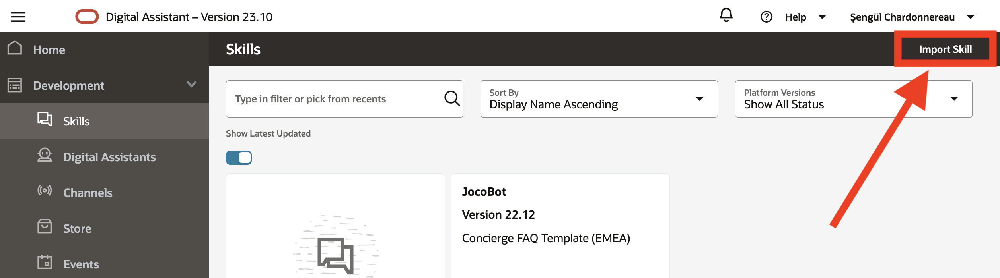 Digital Assistant – Version 23.10
Help
Şengül Chardonnereau
Home
Development
Skills
Digital Assistants
Channels
Store
Events
Skills
Import Skill
Type in filter or pick from recents
Sort By
Display Name Ascending
Platform Versions
Show All Status
Show Latest Updated
JocoBot
Version 22.12
Concierge FAQ Template (EMEA)